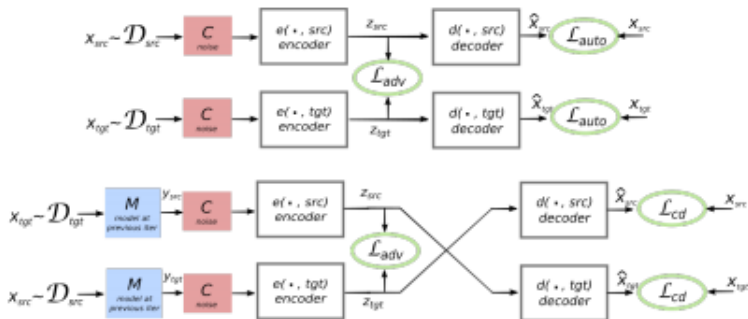 x_src ~ D_src C noise e(•, src) encoder z_src d(•, src) decoder x̂_src L_auto x_src
L_adv
x_tgt ~ D_tgt C noise e(•, tgt) encoder z_tgt d(•, tgt) decoder x̂_tgt L_auto x_tgt
x_tgt ~ D_tgt M model at previous iter y_src C noise e(•, src) encoder z_src d(•, src) decoder x̂_src L_cd x_src
L_adv
x_src ~ D_src M model at previous iter y_tgt C noise e(•, tgt) encoder z_tgt d(•, tgt) decoder x̂_tgt L_cd x_tgt